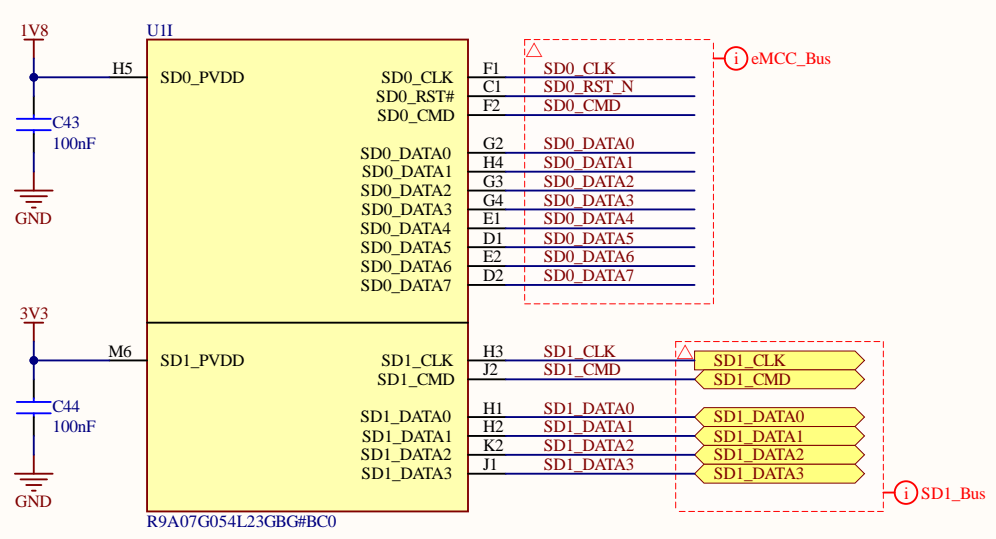 1V8
U1I
H5
SD0_PVDD
C43
100nF
GND
SD0_CLK F1 SD0_CLK
SD0_RST# C1 SD0_RST_N
SD0_CMD F2 SD0_CMD
SD0_DATA0 G2 SD0_DATA0
SD0_DATA1 H4 SD0_DATA1
SD0_DATA2 G3 SD0_DATA2
SD0_DATA3 G4 SD0_DATA3
SD0_DATA4 E1 SD0_DATA4
SD0_DATA5 D1 SD0_DATA5
SD0_DATA6 E2 SD0_DATA6
SD0_DATA7 D2 SD0_DATA7
i eMCC_Bus
3V3
M6
SD1_PVDD
C44
100nF
GND
SD1_CLK H3 SD1_CLK SD1_CLK
SD1_CMD J2 SD1_CMD SD1_CMD
SD1_DATA0 H1 SD1_DATA0 SD1_DATA0
SD1_DATA1 H2 SD1_DATA1 SD1_DATA1
SD1_DATA2 K2 SD1_DATA2 SD1_DATA2
SD1_DATA3 J1 SD1_DATA3 SD1_DATA3
i SD1_Bus
R9A07G054L23GBG#BC0